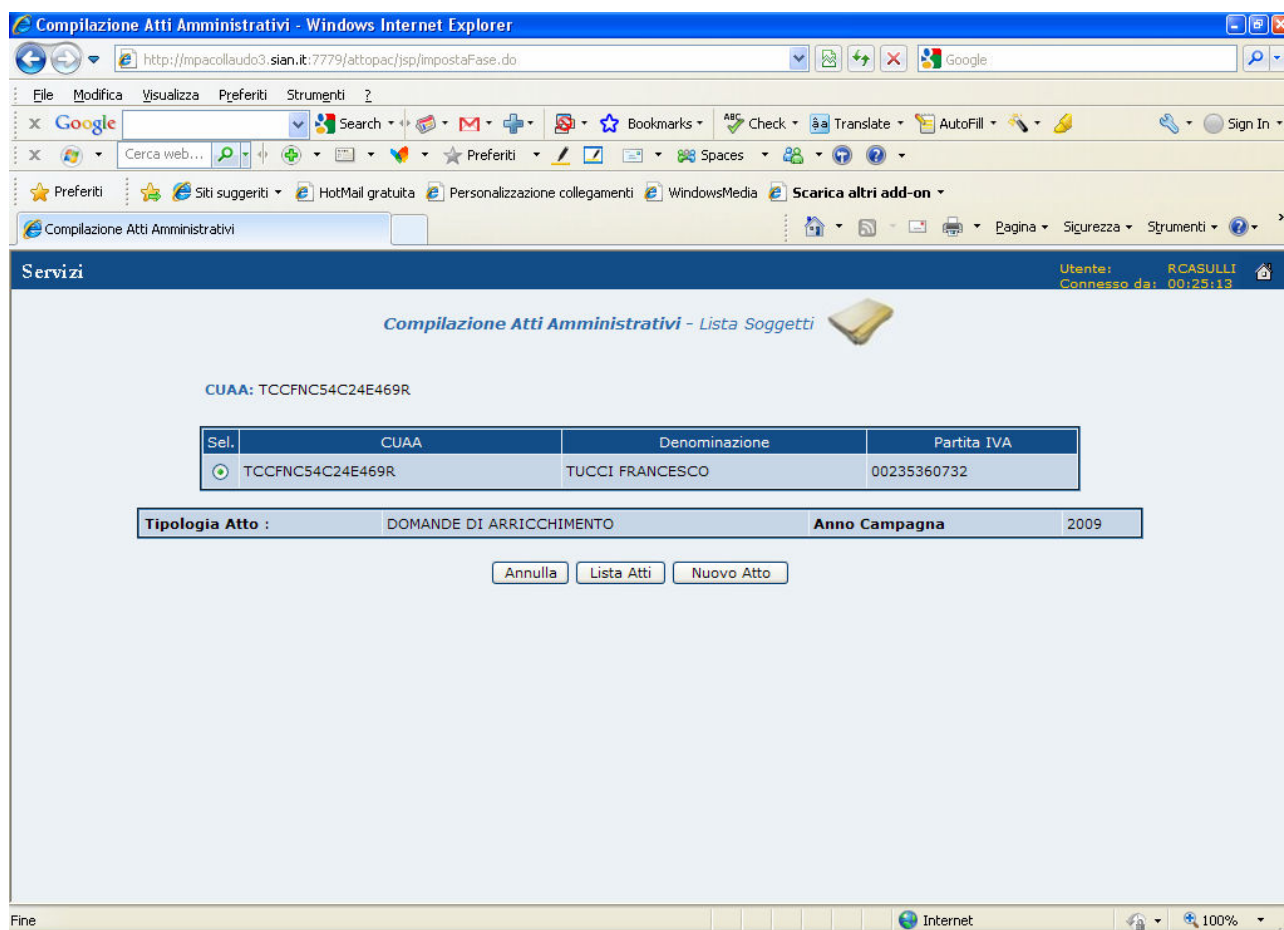 Compilazione Atti Amministrativi - Windows Internet Explorer
http://mpacollaudo3.sian.it:7779/attopac/jsp/impostaFase.do
Google
File Modifica Visualizza Preferiti Strumenti ?
x Google Search Bookmarks ABC Check Translate AutoFill Sign In
x Cerca web... Preferiti Spaces
Preferiti Siti suggeriti HotMail gratuita Personalizzazione collegamenti WindowsMedia Scarica altri add-on
Compilazione Atti Amministrativi Pagina Sicurezza Strumenti
Servizi Utente: RCASULLI
Connesso da: 00:25:13
Compilazione Atti Amministrativi - Lista Soggetti
CUAA: TCCFNC54C24E469R
Sel. CUAA Denominazione Partita IVA
TCCFNC54C24E469R TUCCI FRANCESCO 00235360732
Tipologia Atto : DOMANDE DI ARRICCHIMENTO Anno Campagna 2009
Annulla Lista Atti Nuovo Atto
Fine Internet 100%